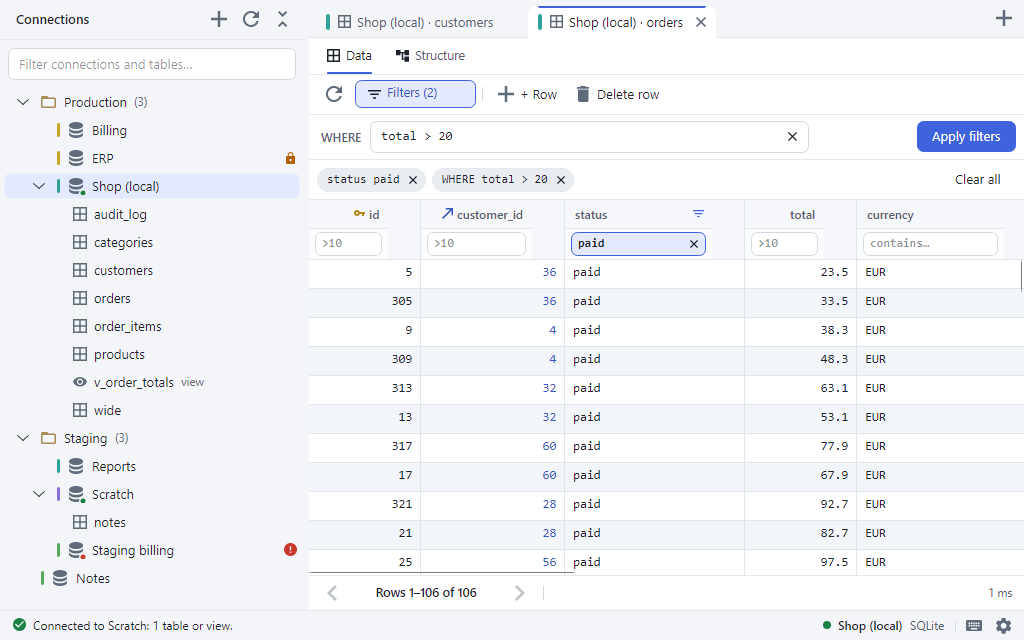 Connections
Filter connections and tables...
Production (3)
Billing
ERP
Shop (local)
audit_log
categories
customers
orders
order_items
products
v_order_totals view
wide
Staging (3)
Reports
Scratch
notes
Staging billing
Notes
Shop (local) · customers
Shop (local) · orders
Data Structure
Filters (2) + Row Delete row
WHERE total > 20 Apply filters
status paid WHERE total > 20 Clear all
id customer_id status total currency
>10 >10 paid >10 contains…
5 36 paid 23.5 EUR
305 36 paid 33.5 EUR
9 4 paid 38.3 EUR
309 4 paid 48.3 EUR
313 32 paid 63.1 EUR
13 32 paid 53.1 EUR
317 60 paid 77.9 EUR
17 60 paid 67.9 EUR
321 28 paid 92.7 EUR
21 28 paid 82.7 EUR
25 56 paid 97.5 EUR
Rows 1–106 of 106 1 ms
Connected to Scratch: 1 table or view. Shop (local) SQLite